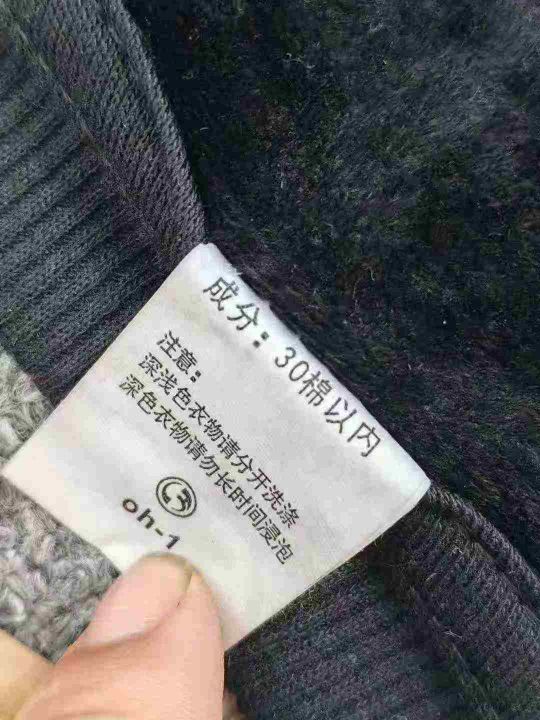 成分：30棉以内
注意：
深浅色衣物请分开洗涤
深色衣物请勿长时间浸泡
oh-1